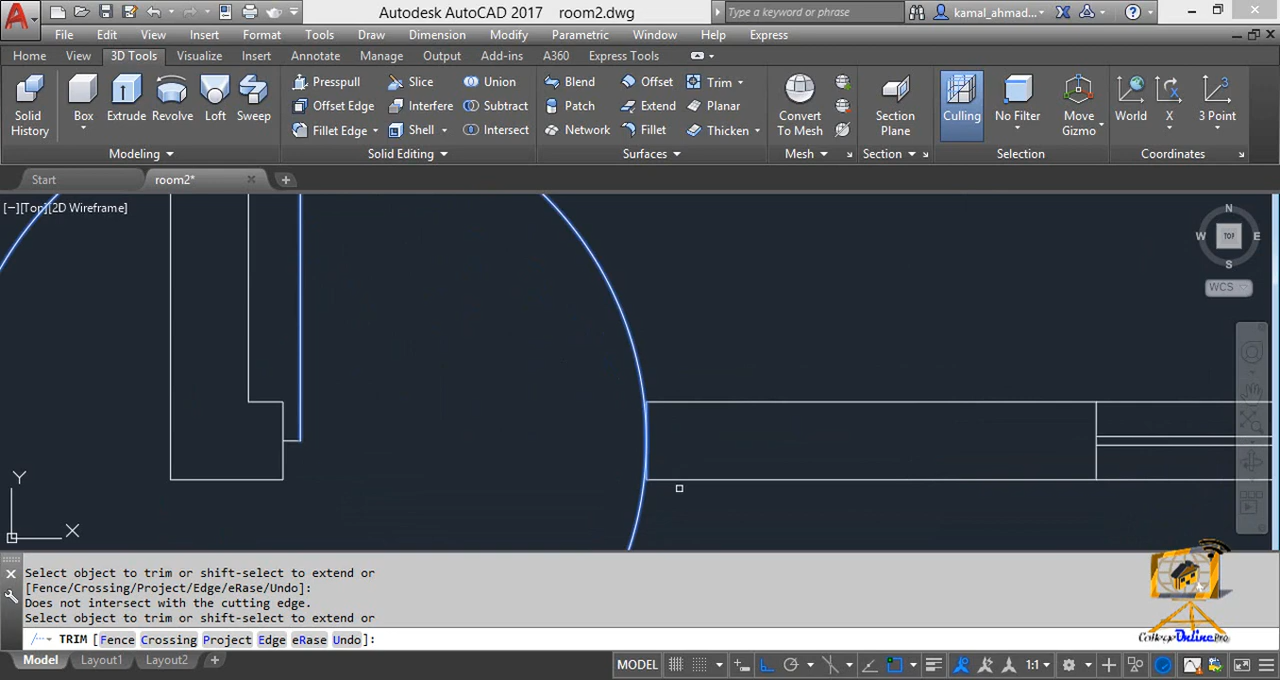 Autodesk AutoCAD 2017 room2.dwg
Type a keyword or phrase
kamal_ahmad...
File Edit View Insert Format Tools Draw Dimension Modify Parametric Window Help Express
Home View 3D Tools Visualize Insert Annotate Manage Output Add-ins A360 Express Tools
Solid History
Box
Extrude
Revolve
Loft
Sweep
Presspull
Offset Edge
Fillet Edge
Slice
Interfere
Shell
Union
Subtract
Intersect
Blend
Patch
Network
Offset
Extend
Fillet
Trim
Planar
Thicken
Convert To Mesh
Section Plane
Culling
No Filter
Move Gizmo
World
X
3 Point
Modeling
Solid Editing
Surfaces
Mesh
Section
Selection
Coordinates
Start
room2*
[−][Top][2D Wireframe]
N
W TOP E
S
WCS
Y
X
Select object to trim or shift-select to extend or
[Fence/Crossing/Project/Edge/eRase/Undo]:
Does not intersect with the cutting edge.
Select object to trim or shift-select to extend or
TRIM [Fence Crossing Project Edge eRase Undo]:
College Online Pro
Model Layout1 Layout2 +
MODEL 1:1